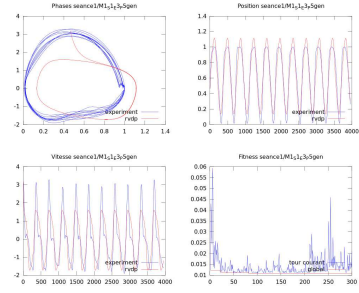 Phases seance1/M1S1E3P5gen
4
3
2
1
0
-1
-2
0 0.2 0.4 0.6 0.8 1 1.2 1.4
experiment
rvdp
Position seance1/M1S1E3P5gen
1.4
1.2
1
0.8
0.6
0.4
0.2
0
0 500 1000 1500 2000 2500 3000 3500 4000
experiment
rvdp
Vitesse seance1/M1S1E3P5gen
4
3
2
1
0
-1
-2
0 500 1000 1500 2000 2500 3000 3500 4000
experiment
rvdp
Fitness seance1/M1S1E3P5gen
0.06
0.055
0.05
0.045
0.04
0.035
0.03
0.025
0.02
0.015
0.01
0 50 100 150 200 250 300
tour courant
global